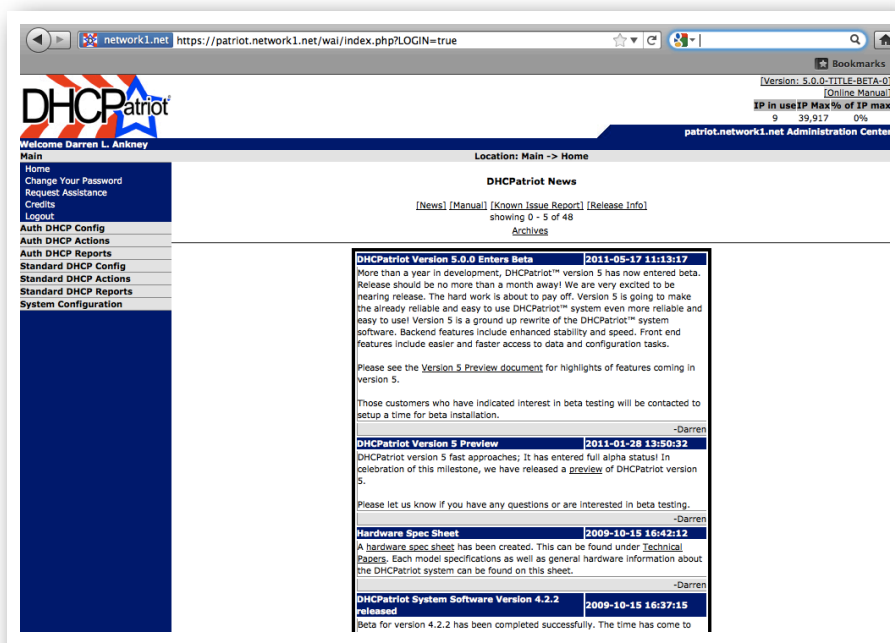 network1.net https://patriot.network1.net/wai/index.php?LOGIN=true
Bookmarks
DHCPatriot
[Version: 5.0.0-TITLE-BETA-0]
[Online Manual]
IP in use IP Max % of IP max
9 39,917 0%
patriot.network1.net Administration Center
Welcome Darren L. Ankney
Main
Location: Main -> Home
Home
Change Your Password
Request Assistance
Credits
Logout
Auth DHCP Config
Auth DHCP Actions
Auth DHCP Reports
Standard DHCP Config
Standard DHCP Actions
Standard DHCP Reports
System Configuration
DHCPatriot News
[News] [Manual] [Known Issue Report] [Release Info]
showing 0 - 5 of 48
Archives
DHCPatriot Version 5.0.0 Enters Beta 2011-05-17 11:13:17
More than a year in development, DHCPatriot™ version 5 has now entered beta.
Release should be no more than a month away! We are very excited to be
nearing release. The hard work is about to pay off. Version 5 is going to make
the already reliable and easy to use DHCPatriot™ system even more reliable and
easy to use! Version 5 is a ground up rewrite of the DHCPatriot™ system
software. Backend features include enhanced stability and speed. Front end
features include easier and faster access to data and configuration tasks.
Please see the Version 5 Preview document for highlights of features coming in
version 5.
Those customers who have indicated interest in beta testing will be contacted to
setup a time for beta installation.
-Darren
DHCPatriot Version 5 Preview 2011-01-28 13:50:32
DHCPatriot version 5 fast approaches; It has entered full alpha status! In
celebration of this milestone, we have released a preview of DHCPatriot version
5.
Please let us know if you have any questions or are interested in beta testing.
-Darren
Hardware Spec Sheet 2009-10-15 16:42:12
A hardware spec sheet has been created. This can be found under Technical
Papers. Each model specifications as well as general hardware information about
the DHCPatriot system can be found on this sheet.
-Darren
DHCPatriot System Software Version 4.2.2
released 2009-10-15 16:37:15
Beta for version 4.2.2 has been completed successfully. The time has come to